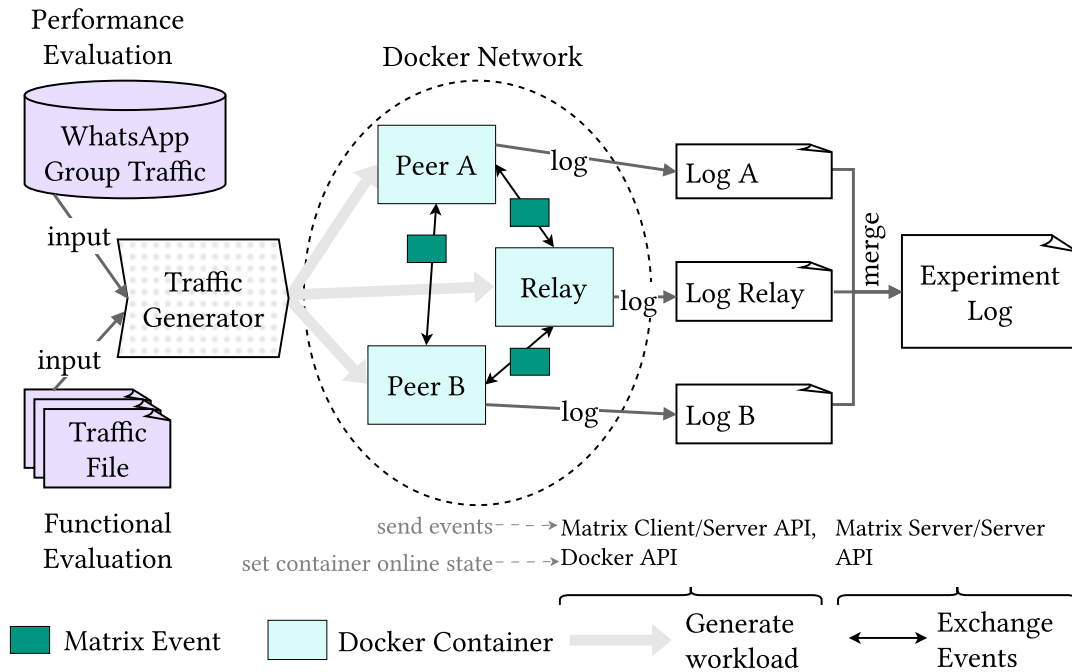 Performance
Evaluation
Docker Network
WhatsApp
Group Traffic
Peer A
log
Log A
input
merge
Traffic
Generator
Relay
log
Log Relay
Experiment
Log
input
Peer B
log
Log B
Traffic
File
Functional
Evaluation
send events
Matrix Client/Server API,
Docker API
Matrix Server/Server
API
set container online state
Matrix Event
Docker Container
Generate
workload
Exchange
Events